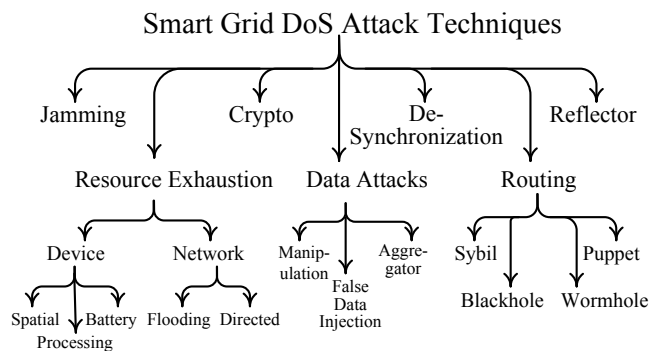 Smart Grid DoS Attack Techniques
Jamming
Crypto
De-
Synchronization
Reflector
Resource Exhaustion
Data Attacks
Routing
Device
Network
Manip-
ulation
Aggre-
gator
Sybil
Puppet
False
Data
Injection
Blackhole
Wormhole
Spatial
Battery
Processing
Flooding
Directed